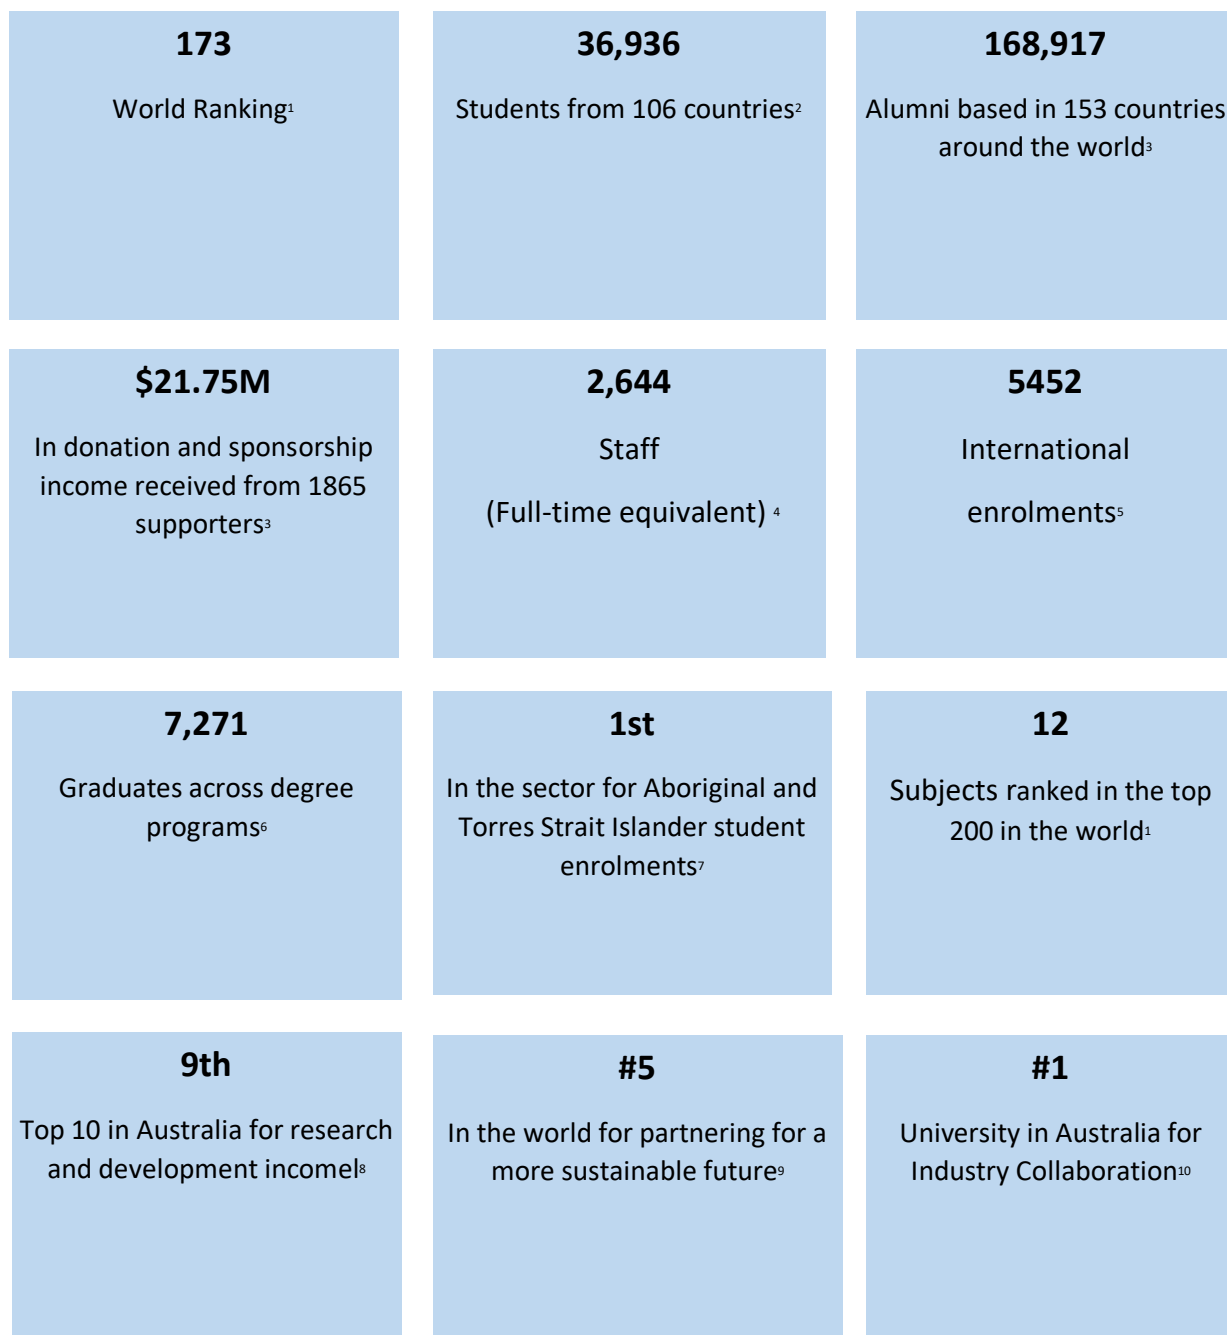 173
World Ranking¹
36,936
Students from 106 countries²
168,917
Alumni based in 153 countries
around the world³
$21.75M
In donation and sponsorship
income received from 1865
supporters³
2,644
Staff
(Full-time equivalent) ⁴
5452
International
enrolments⁵
7,271
Graduates across degree
programs⁶
1st
In the sector for Aboriginal and
Torres Strait Islander student
enrolments⁷
12
Subjects ranked in the top
200 in the world¹
9th
Top 10 in Australia for research
and development incomel⁸
#5
In the world for partnering for a
more sustainable future⁹
#1
University in Australia for
Industry Collaboration¹⁰